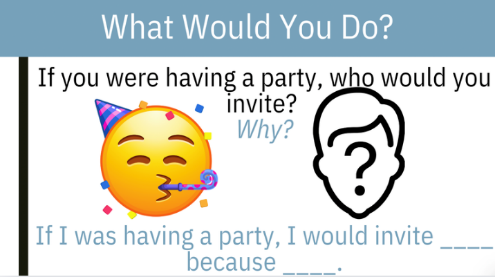 What Would You Do?
If you were having a party, who would you
invite?
Why?
?
If I was having a party, I would invite ____
because ____.